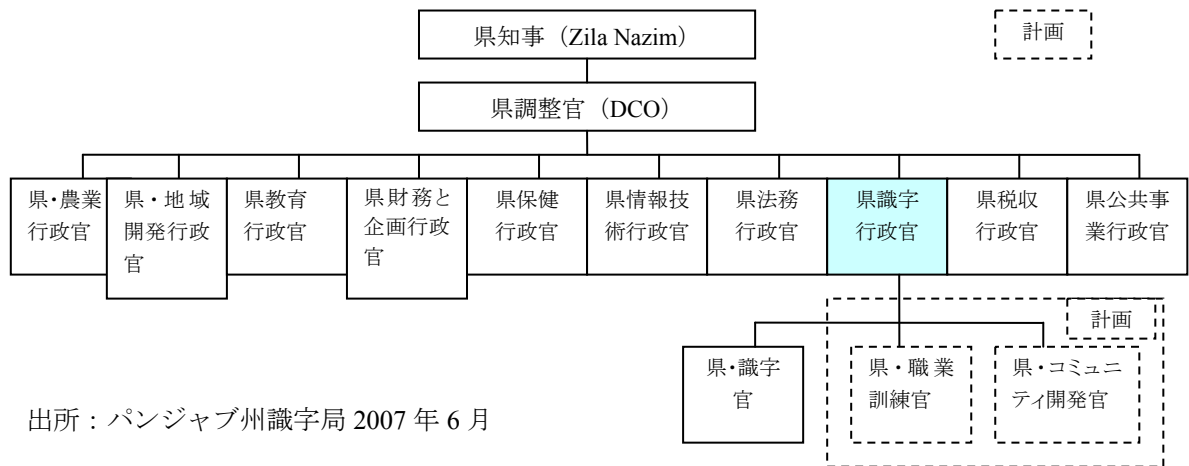 県知事（Zila Nazim）
計画
県調整官（DCO）
県・農業
行政官
県・地域
開発行政
官
県教育
行政官
県財務と
企画行政
官
県保健
行政官
県情報技
術行政官
県法務
行政官
県識字
行政官
県税収
行政官
県公共事
業行政官
計画
県・識字
官
県・職業
訓練官
県・コミュニ
ティ開発官
出所：パンジャブ州識字局 2007 年 6 月